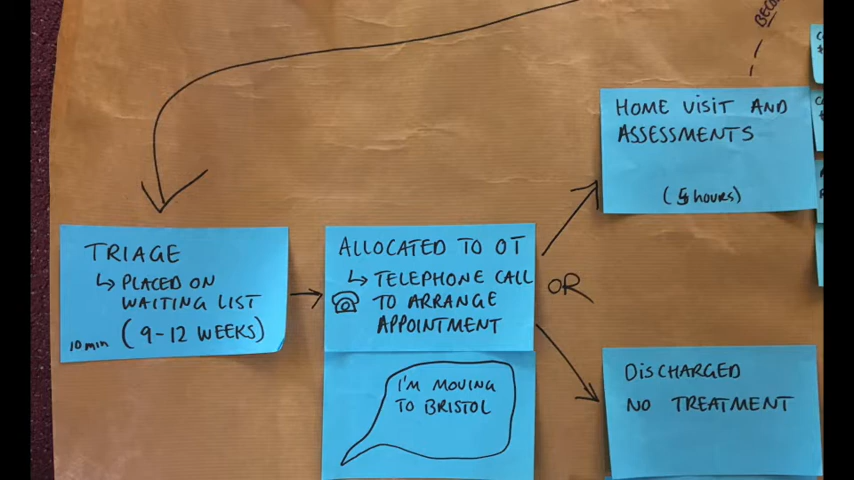 TRIAGE
↳ PLACED ON
WAITING LIST
10 min (9-12 WEEKS)
ALLOCATED TO OT
↳ TELEPHONE CALL
TO ARRANGE
APPOINTMENT
I'M MOVING
TO BRISTOL
OR
HOME VISIT AND
ASSESSMENTS
(5 hours)
DISCHARGED
NO TREATMENT